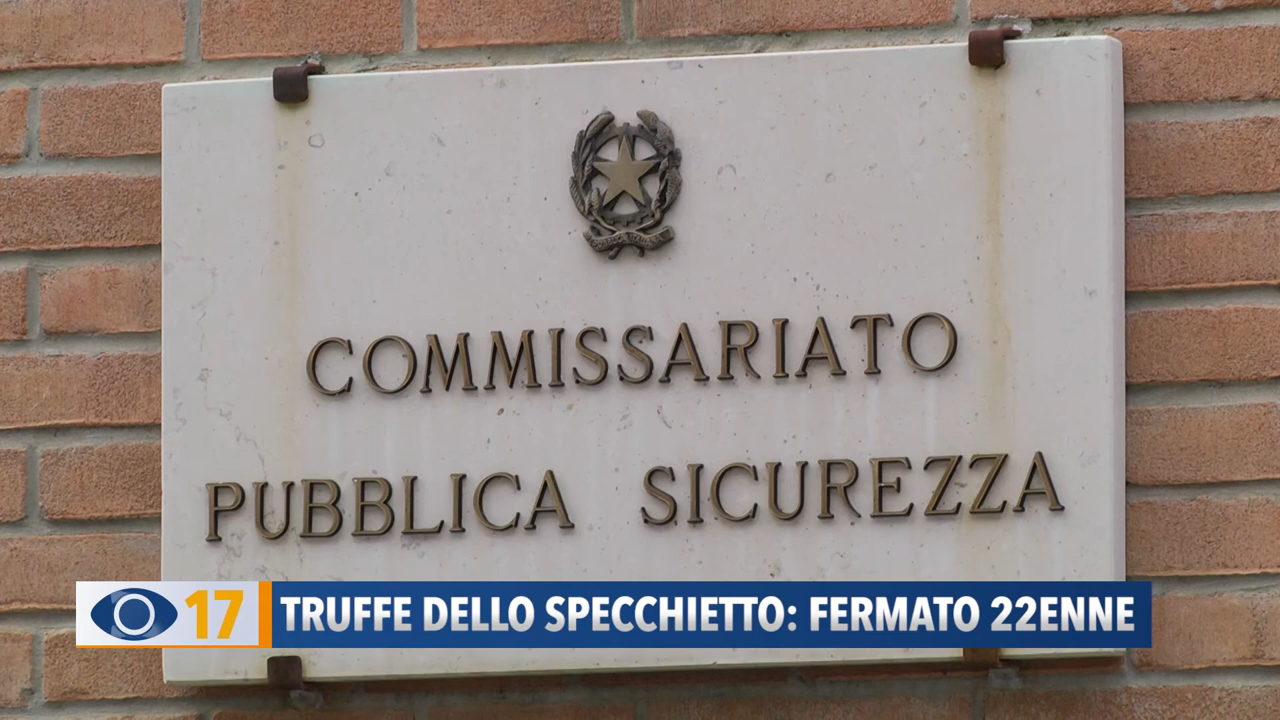 COMMISSARIATO
PUBBLICA SICUREZZA
17 TRUFFE DELLO SPECCHIETTO: FERMATO 22ENNE